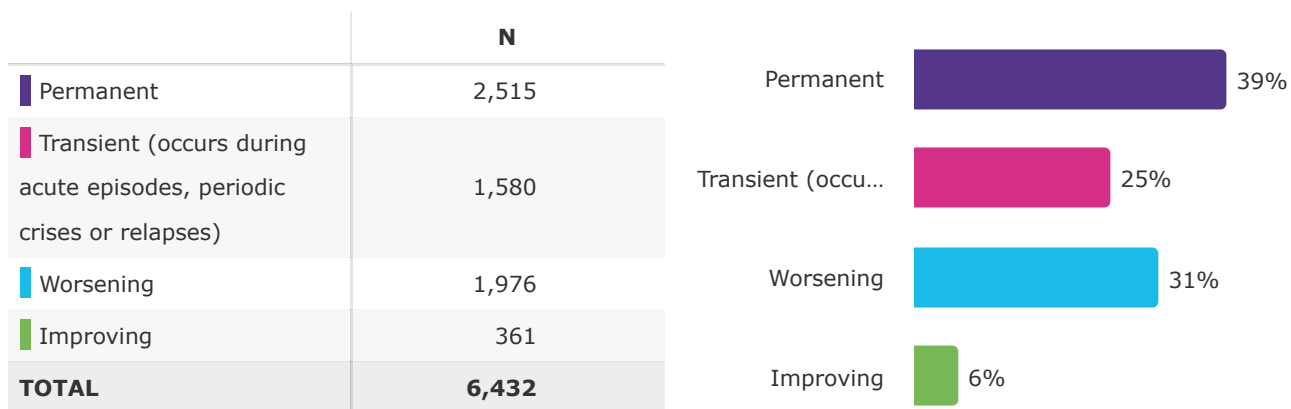 N
Permanent 2,515
Transient (occurs during
acute episodes, periodic 1,580
crises or relapses)
Worsening 1,976
Improving 361
TOTAL 6,432
Permanent 39%
Transient (occu... 25%
Worsening 31%
Improving 6%